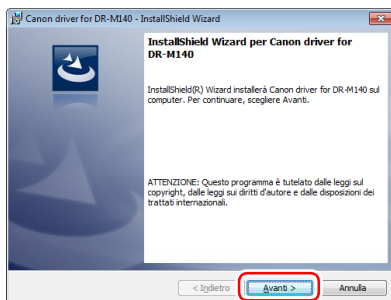 Canon driver for DR-M140 - InstallShield Wizard
InstallShield Wizard per Canon driver for
DR-M140
InstallShield(R) Wizard installerà Canon driver for DR-M140 sul
computer. Per continuare, scegliere Avanti.
ATTENZIONE: Questo programma è tutelato dalle leggi sul
copyright, dalle leggi sui diritti d'autore e dalle disposizioni dei
trattati internazionali.
< Indietro Avanti > Annulla